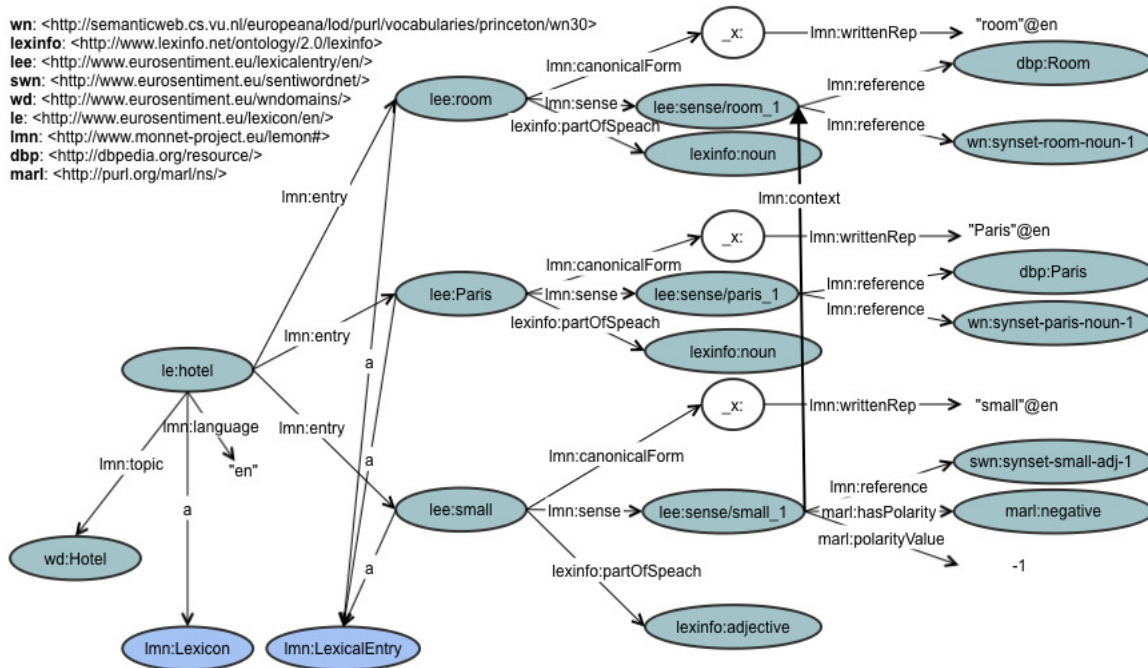 wn: <http://semanticweb.cs.vu.nl/europeana/lod/purl/vocabularies/princeton/wn30>
lexinfo: <http://www.lexinfo.net/ontology/2.0/lexinfo>
lee: <http://www.eurosentiment.eu/lexicalentry/en/>
swn: <http://www.eurosentiment.eu/sentiwordnet/>
wd: <http://www.eurosentiment.eu/wndomains/>
le: <http://www.eurosentiment.eu/lexicon/en/>
lmn: <http://www.monnet-project.eu/lemon#>
dbp: <http://dbpedia.org/resource/>
marl: <http://purl.org/marl/ns/>
_x:
lmn:writtenRep
"room"@en
lmn:canonicalForm
dbp:Room
lmn:reference
lee:room
lmn:sense
lee:sense/room_1
lmn:reference
lexinfo:partOfSpeach
wn:synset-room-noun-1
lexinfo:noun
lmn:entry
lmn:context
_x:
lmn:writtenRep
"Paris"@en
lmn:canonicalForm
dbp:Paris
lmn:reference
lee:Paris
lmn:sense
lee:sense/paris_1
lmn:reference
lexinfo:partOfSpeach
wn:synset-paris-noun-1
lmn:entry
lexinfo:noun
a
le:hotel
_x:
lmn:writtenRep
"small"@en
lmn:language
lmn:entry
lmn:canonicalForm
lmn:topic
"en"
a
swn:synset-small-adj-1
lmn:reference
a
lee:small
lmn:sense
lee:sense/small_1
marl:hasPolarity
marl:negative
marl:polarityValue
wd:Hotel
a
lexinfo:partOfSpeach
-1
lmn:Lexicon
lmn:LexicalEntry
lexinfo:adjective